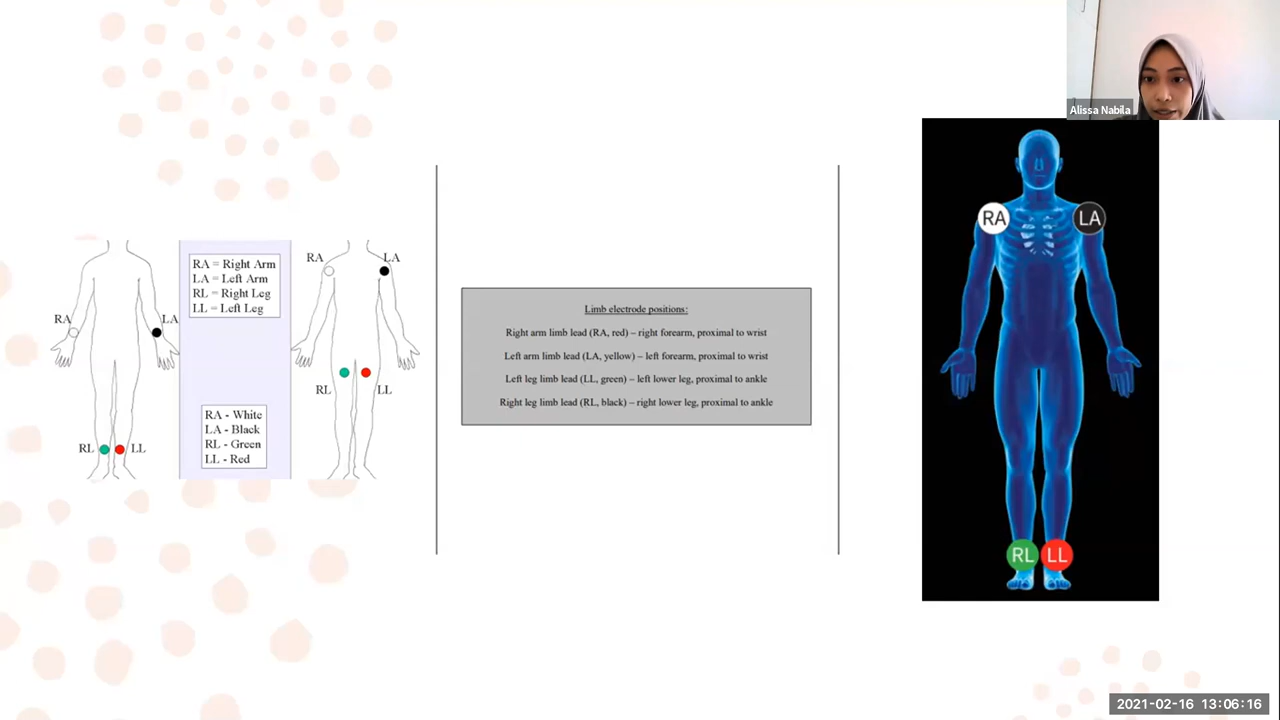 Alissa Nabila
RA
LA
RL
LL
RA = Right Arm
LA = Left Arm
RL = Right Leg
LL = Left Leg
RA - White
LA - Black
RL - Green
LL - Red
RA
LA
RL
LL
Limb electrode positions:
Right arm limb lead (RA, red) – right forearm, proximal to wrist
Left arm limb lead (LA, yellow) – left forearm, proximal to wrist
Left leg limb lead (LL, green) – left lower leg, proximal to ankle
Right leg limb lead (RL, black) – right lower leg, proximal to ankle
RA
LA
RL
LL
2021-02-16 13:06:16